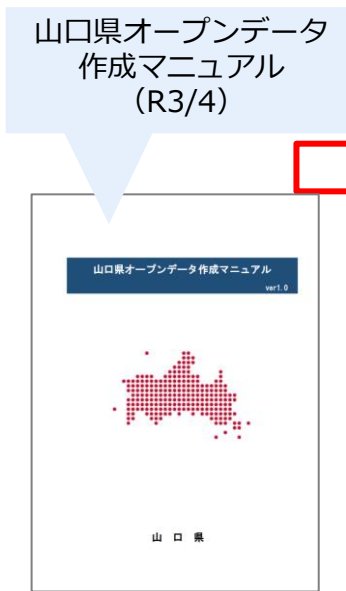 山口県オープンデータ
作成マニュアル
（R3/4）
山口県オープンデータ作成マニュアル
ver1.0
山 口 県